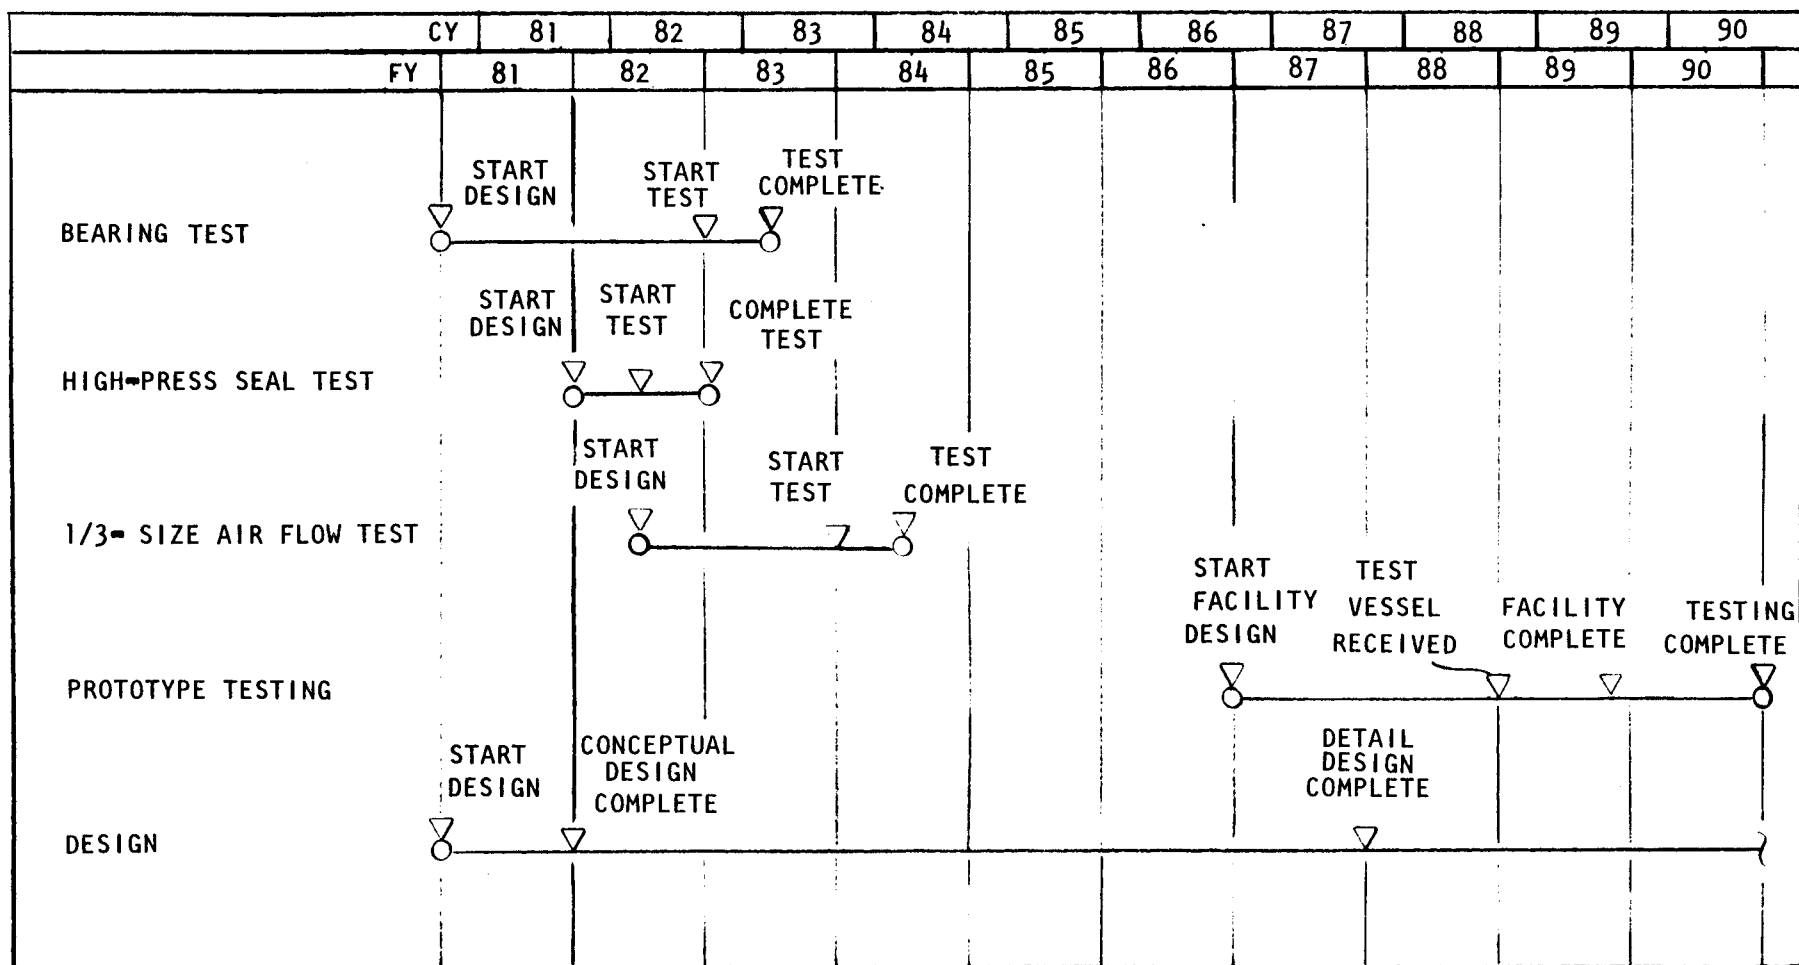 CY 81 82 83 84 85 86 87 88 89 90
FY 81 82 83 84 85 86 87 88 89 90
START
DESIGN
START
TEST
TEST
COMPLETE
BEARING TEST
START
DESIGN
START
TEST
COMPLETE
TEST
HIGH-PRESS SEAL TEST
START
DESIGN
START
TEST
TEST
COMPLETE
1/3- SIZE AIR FLOW TEST
START
FACILITY
DESIGN
TEST
VESSEL
RECEIVED
FACILITY
COMPLETE
TESTING
COMPLETE
PROTOTYPE TESTING
START
DESIGN
CONCEPTUAL
DESIGN
COMPLETE
DETAIL
DESIGN
COMPLETE
DESIGN